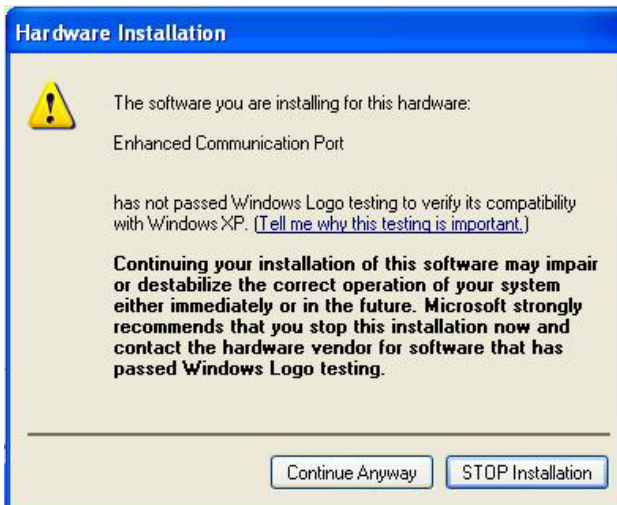 Hardware Installation
The software you are installing for this hardware:
Enhanced Communication Port
has not passed Windows Logo testing to verify its compatibility
with Windows XP. (Tell me why this testing is important.)
Continuing your installation of this software may impair
or destabilize the correct operation of your system
either immediately or in the future. Microsoft strongly
recommends that you stop this installation now and
contact the hardware vendor for software that has
passed Windows Logo testing.
Continue Anyway STOP Installation